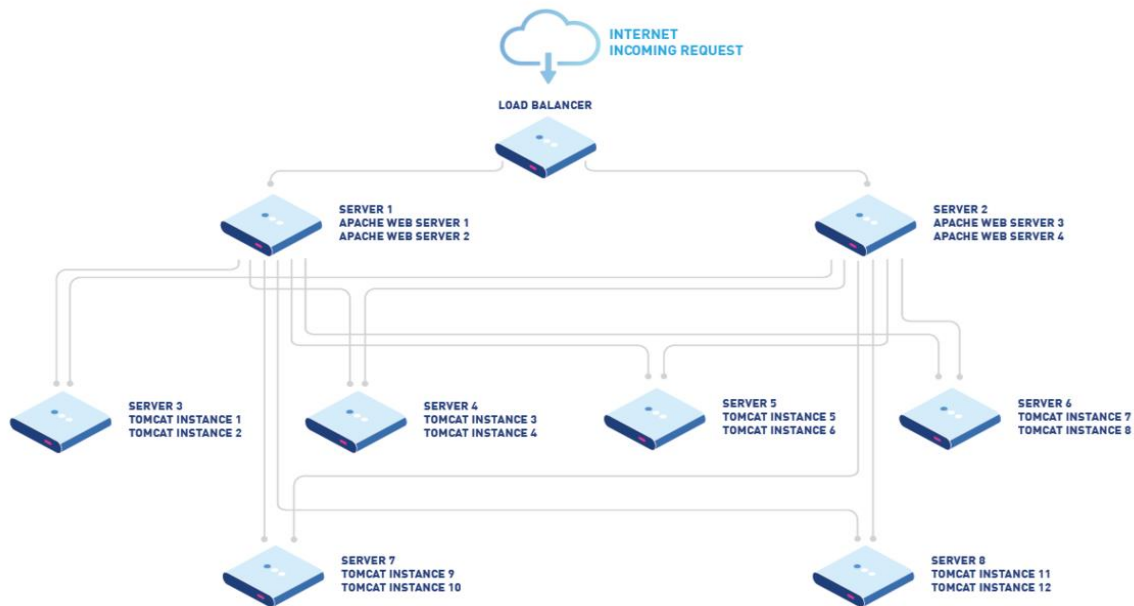 INTERNET
INCOMING REQUEST
LOAD BALANCER
SERVER 1
APACHE WEB SERVER 1
APACHE WEB SERVER 2
SERVER 2
APACHE WEB SERVER 3
APACHE WEB SERVER 4
SERVER 3
TOMCAT INSTANCE 1
TOMCAT INSTANCE 2
SERVER 4
TOMCAT INSTANCE 3
TOMCAT INSTANCE 4
SERVER 5
TOMCAT INSTANCE 5
TOMCAT INSTANCE 6
SERVER 6
TOMCAT INSTANCE 7
TOMCAT INSTANCE 8
SERVER 7
TOMCAT INSTANCE 9
TOMCAT INSTANCE 10
SERVER 8
TOMCAT INSTANCE 11
TOMCAT INSTANCE 12